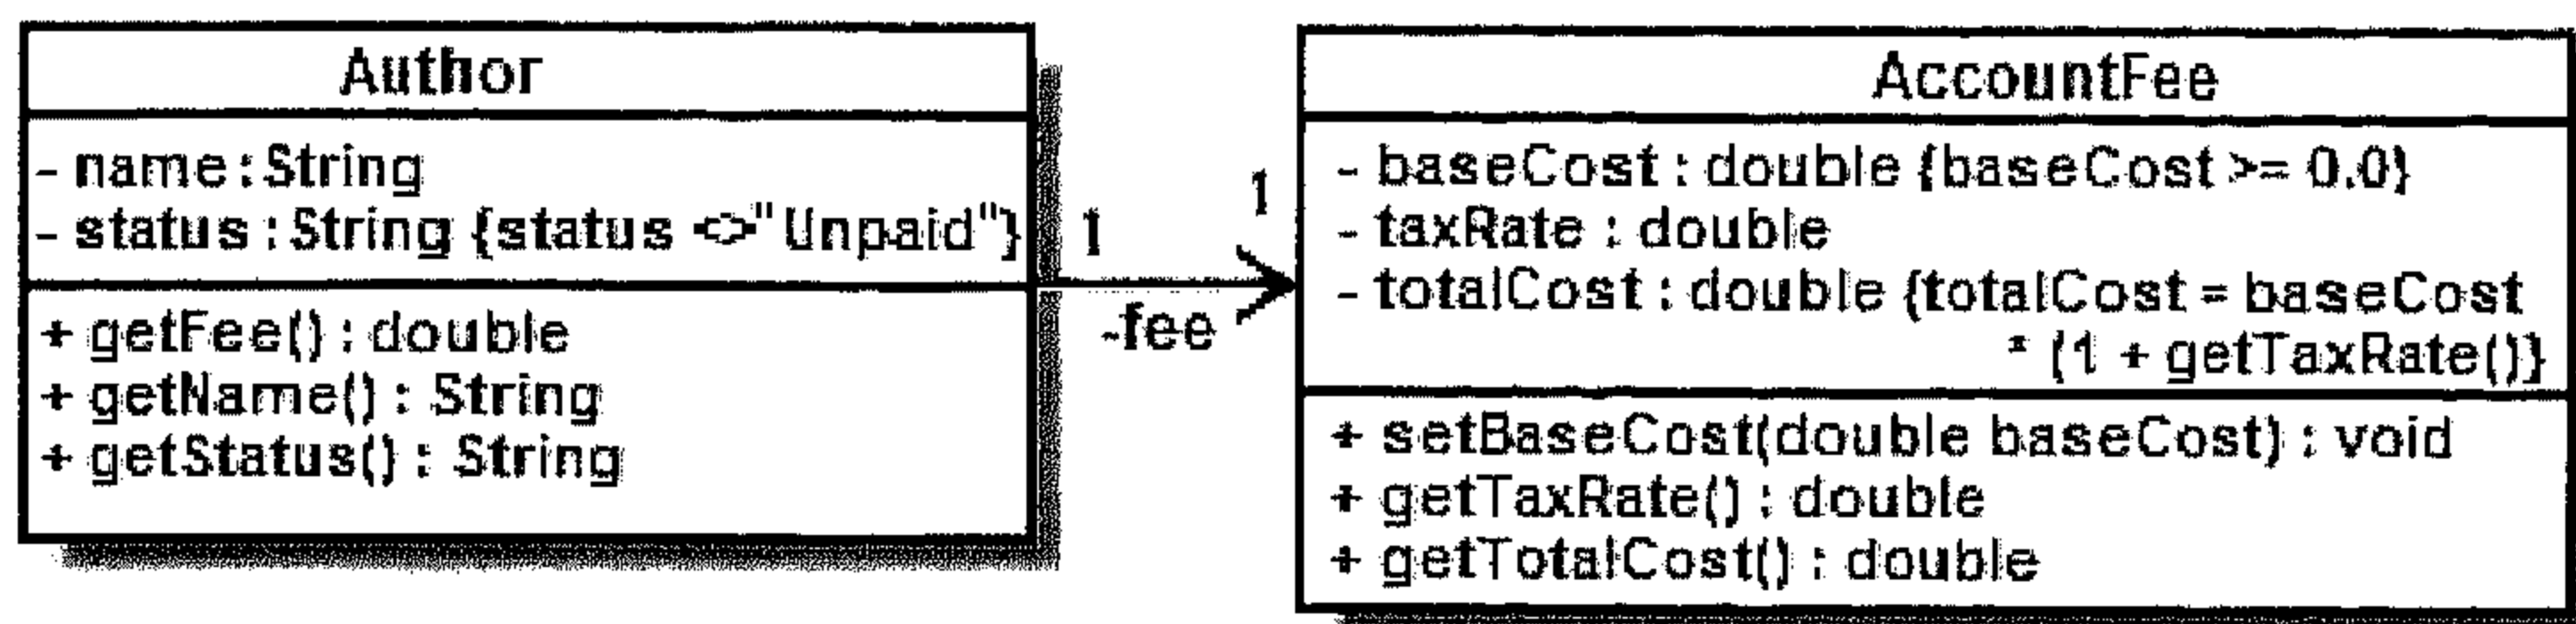 Author
- name : String
- status : String {status <> "Unpaid"}
+ getFee() : double
+ getName() : String
+ getStatus() : String
1
1
-fee
AccountFee
- baseCost : double {baseCost >= 0.0}
- taxRate : double
- totalCost : double {totalCost = baseCost
* (1 + getTaxRate()}
+ setBaseCost(double baseCost) : void
+ getTaxRate() : double
+ getTotalCost() : double